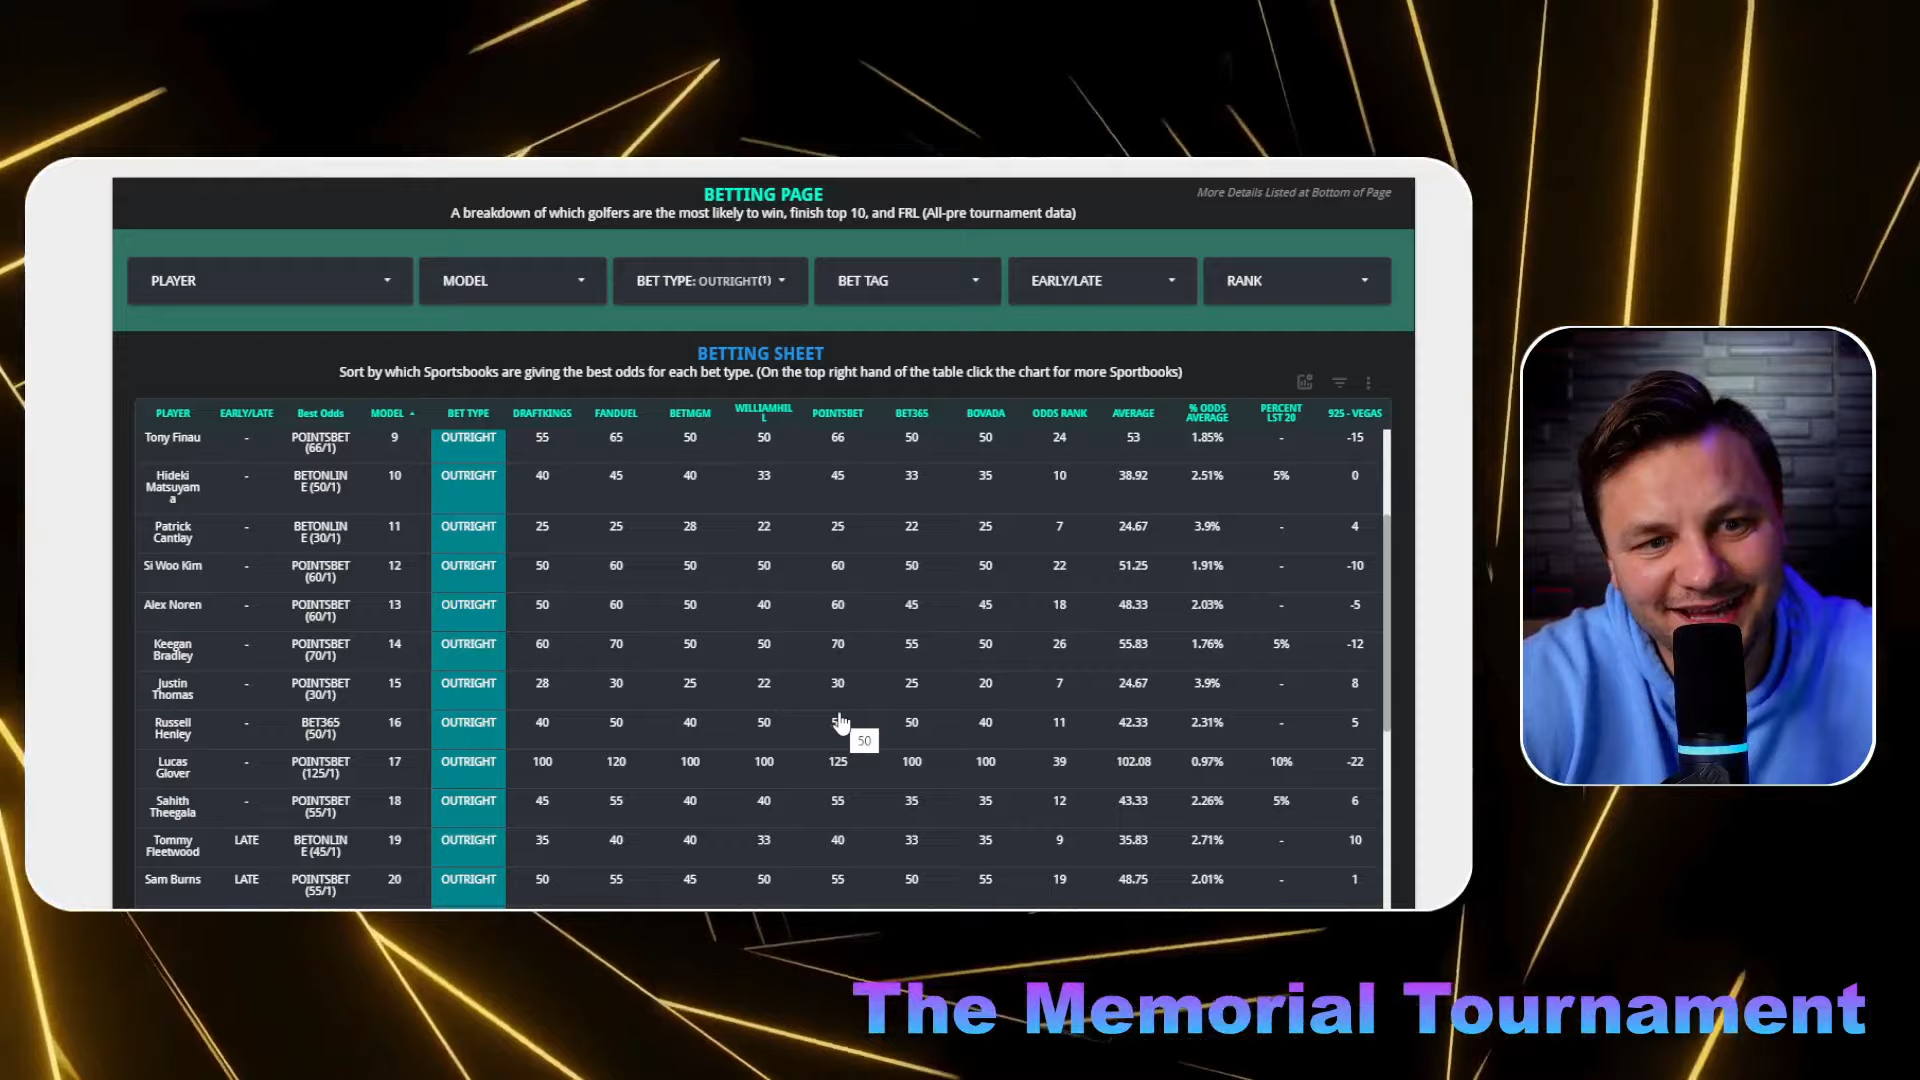 BETTING PAGE
More Details Listed at Bottom of Page
A breakdown of which golfers are the most likely to win, finish top 10, and FRL (All-pre tournament data)
PLAYER MODEL BET TYPE: OUTRIGHT(1) BET TAG EARLY/LATE RANK
BETTING SHEET
Sort by which Sportsbooks are giving the best odds for each bet type. (On the top right hand of the table click the chart for more Sportbooks)
PLAYER EARLY/LATE Best Odds MODEL BET TYPE DRAFTKINGS FANDUEL BETMGM WILLIAMHIL L POINTSBET BET365 BOVADA ODDS RANK AVERAGE % ODDS AVERAGE PERCENT LST 20 925 - VEGAS
Tony Finau - POINTSBET (66/1) 9 OUTRIGHT 55 65 50 50 66 50 50 24 53 1.85% - -15
Hideki Matsuyam a - BETONLIN E (50/1) 10 OUTRIGHT 40 45 40 33 45 33 35 10 38.92 2.51% 5% 0
Patrick Cantlay - BETONLIN E (30/1) 11 OUTRIGHT 25 25 28 22 25 22 25 7 24.67 3.9% - 4
Si Woo Kim - POINTSBET (60/1) 12 OUTRIGHT 50 60 50 50 60 50 50 22 51.25 1.91% - -10
Alex Noren - POINTSBET (60/1) 13 OUTRIGHT 50 60 50 40 60 45 45 18 48.33 2.03% - -5
Keegan Bradley - POINTSBET (70/1) 14 OUTRIGHT 60 70 50 50 70 55 50 26 55.83 1.76% 5% -12
Justin Thomas - POINTSBET (30/1) 15 OUTRIGHT 28 30 25 22 30 25 20 7 24.67 3.9% - 8
Russell Henley - BET365 (50/1) 16 OUTRIGHT 40 50 40 50 50 40 11 42.33 2.31% - 5
50
Lucas Glover - POINTSBET (125/1) 17 OUTRIGHT 100 120 100 100 125 100 100 39 102.08 0.97% 10% -22
Sahith Theegala - POINTSBET (55/1) 18 OUTRIGHT 45 55 40 40 55 35 35 12 43.33 2.26% 5% 6
Tommy Fleetwood LATE BETONLIN E (45/1) 19 OUTRIGHT 35 40 40 33 40 33 35 9 35.83 2.71% - 10
Sam Burns LATE POINTSBET (55/1) 20 OUTRIGHT 50 55 45 50 55 50 55 19 48.75 2.01% - 1
The Memorial Tournament